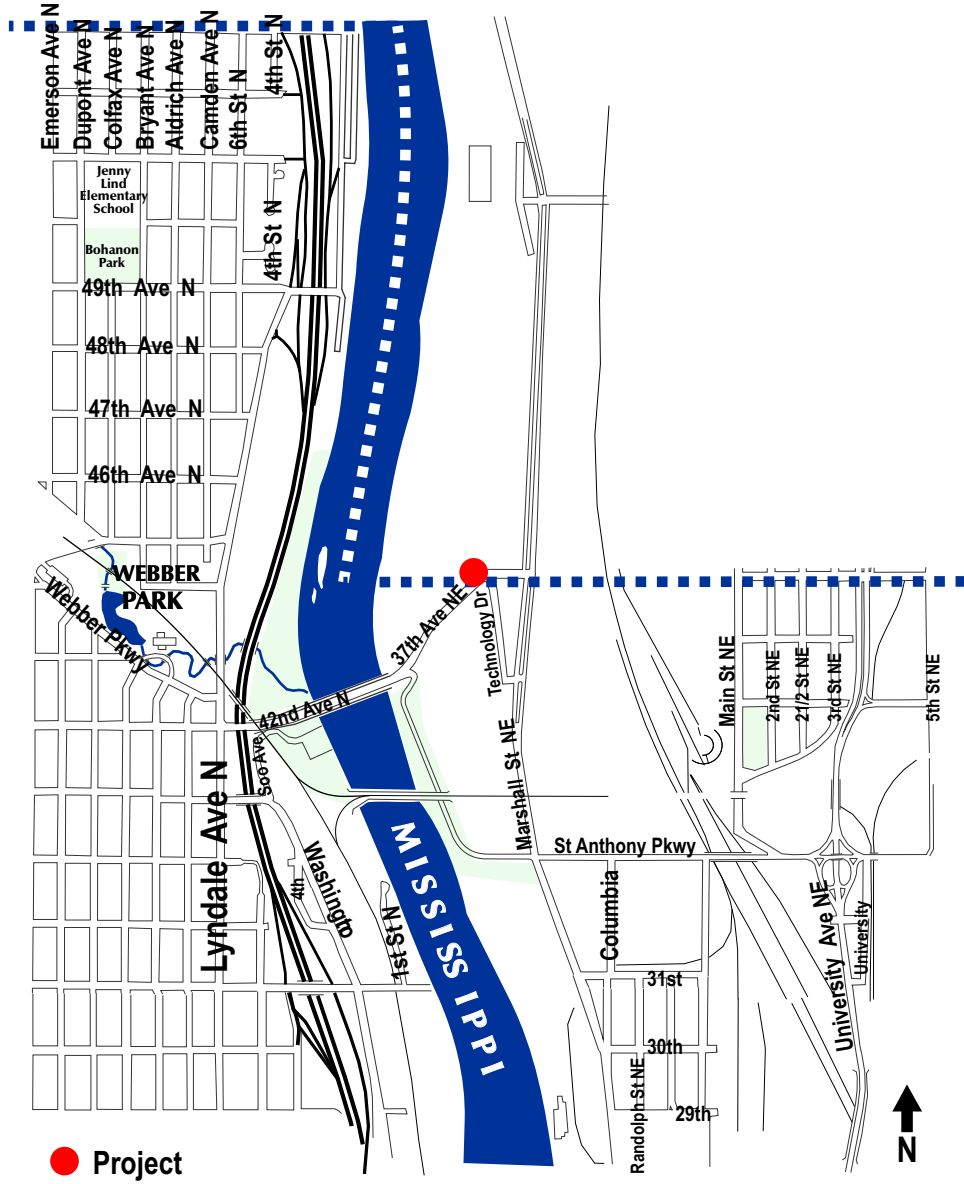 Emerson Ave N
Dupont Ave N
Colfax Ave N
Bryant Ave N
Aldrich Ave N
Camden Ave N
6th St N
4th St N
Jenny
Lind
Elementary
School
Bohanon
Park
4th St N
49th Ave N
48th Ave N
47th Ave N
46th Ave N
WEBBER
PARK
Webber Pkwy
37th Ave NE
Technology Dr
42nd Ave N
Soo Ave
Main St NE
2nd St NE
21/2 St NE
3rd St NE
5th St NE
Marshall St NE
Lyndale Ave N
St Anthony Pkwy
MISSISSIPPI
4th
Washingto
1st St N
Columbia
University Ave NE
University
31st
30th
29th
Randolph St NE
N
Project